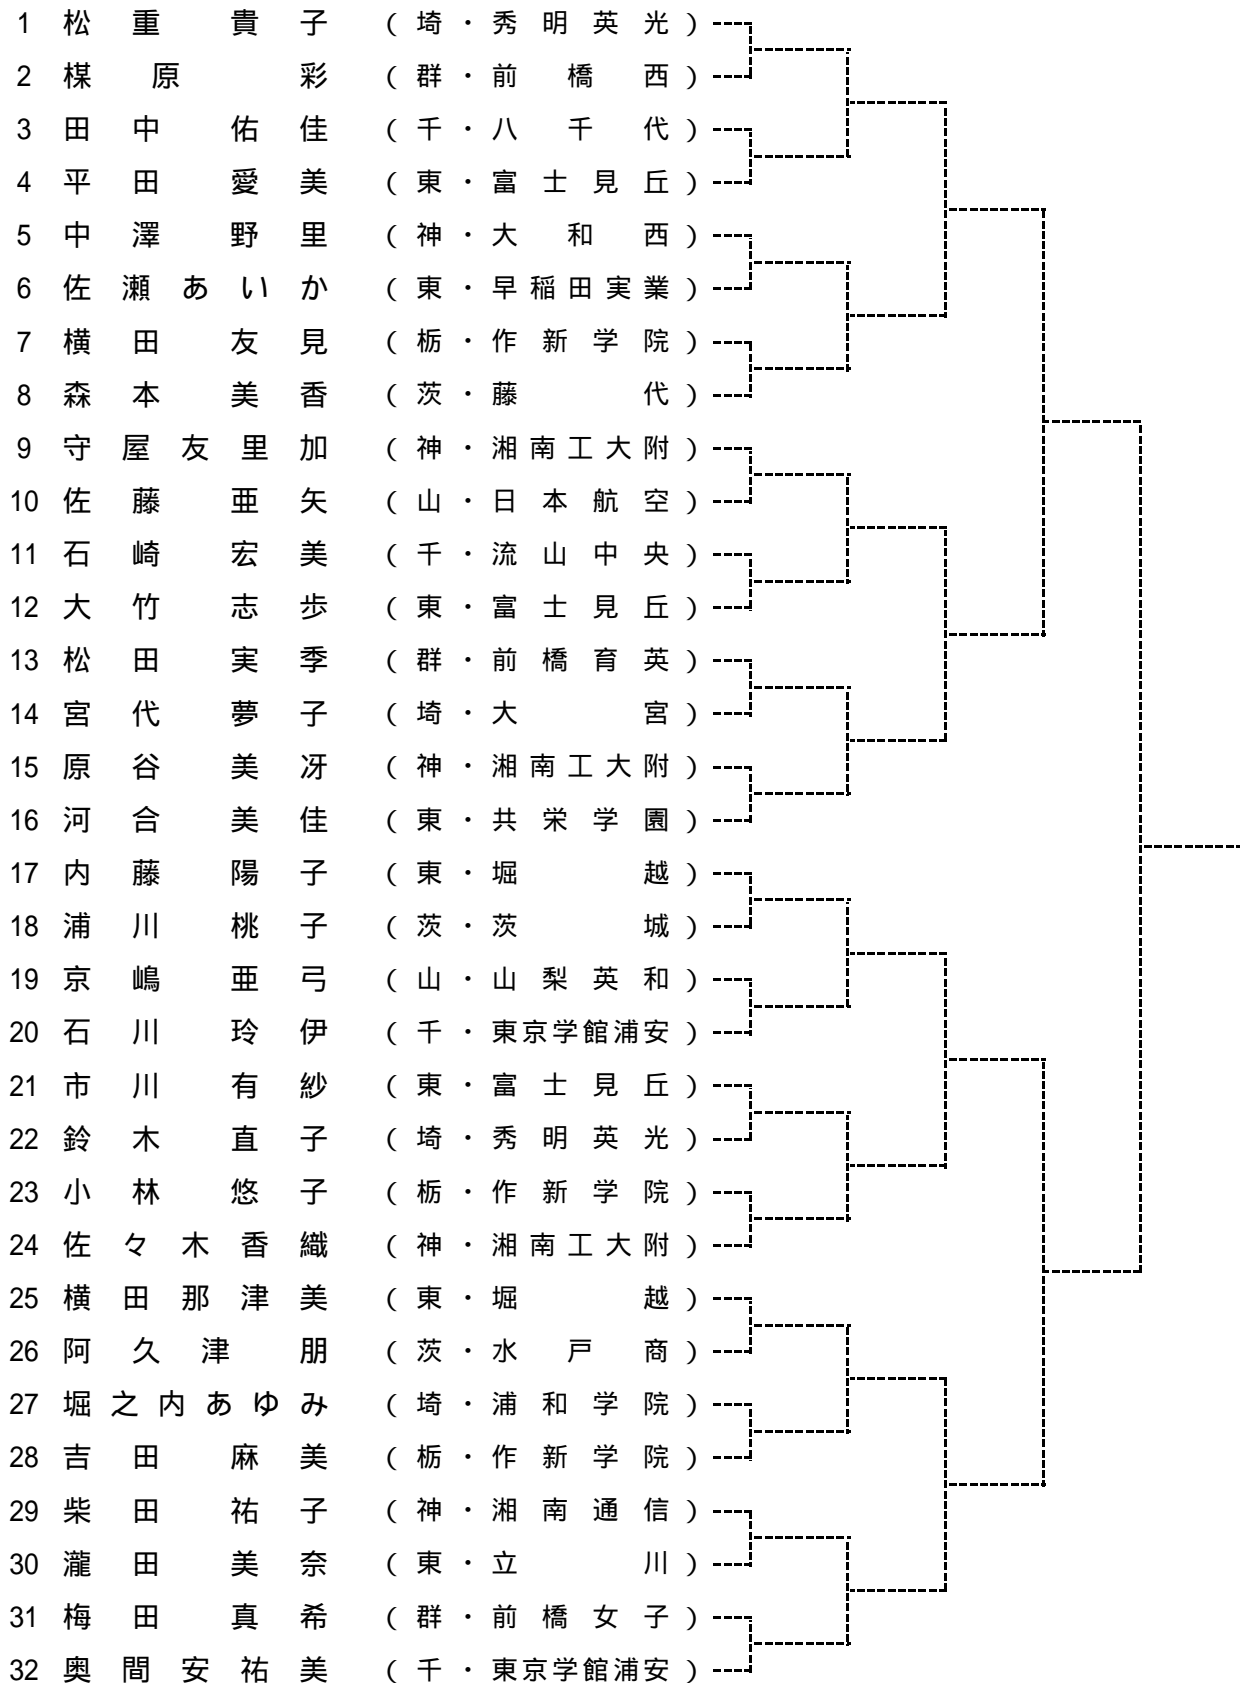 1 松重貴子 (埼・秀明英光)
2 楳原彩 (群・前橋西)
3 田中佑佳 (千・八千代)
4 平田愛美 (東・富士見丘)
5 中澤野里 (神・大和西)
6 佐瀬あいか (東・早稲田実業)
7 横田友見 (栃・作新学院)
8 森本美香 (茨・藤代)
9 守屋友里加 (神・湘南工大附)
10 佐藤亜矢 (山・日本航空)
11 石崎宏美 (千・流山中央)
12 大竹志歩 (東・富士見丘)
13 松田実季 (群・前橋育英)
14 宮代夢子 (埼・大宮)
15 原谷美冴 (神・湘南工大附)
16 河合美佳 (東・共栄学園)
17 内藤陽子 (東・堀越)
18 浦川桃子 (茨・茨城)
19 京嶋亜弓 (山・山梨英和)
20 石川玲伊 (千・東京学館浦安)
21 市川有紗 (東・富士見丘)
22 鈴木直子 (埼・秀明英光)
23 小林悠子 (栃・作新学院)
24 佐々木香織 (神・湘南工大附)
25 横田那津美 (東・堀越)
26 阿久津朋 (茨・水戸商)
27 堀之内あゆみ (埼・浦和学院)
28 吉田麻美 (栃・作新学院)
29 柴田祐子 (神・湘南通信)
30 瀧田美奈 (東・立川)
31 梅田真希 (群・前橋女子)
32 奥間安祐美 (千・東京学館浦安)